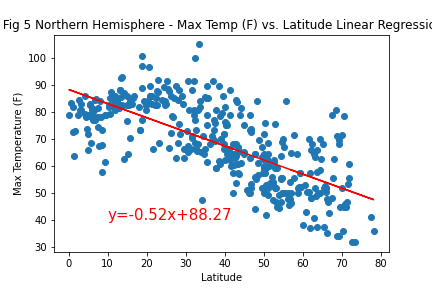 Fig 5 Northern Hemisphere - Max Temp (F) vs. Latitude Linear Regressio
100
90
80
70
60
50
40
30
Max Temperature (F)
y=-0.52x+88.27
0 10 20 30 40 50 60 70 80
Latitude